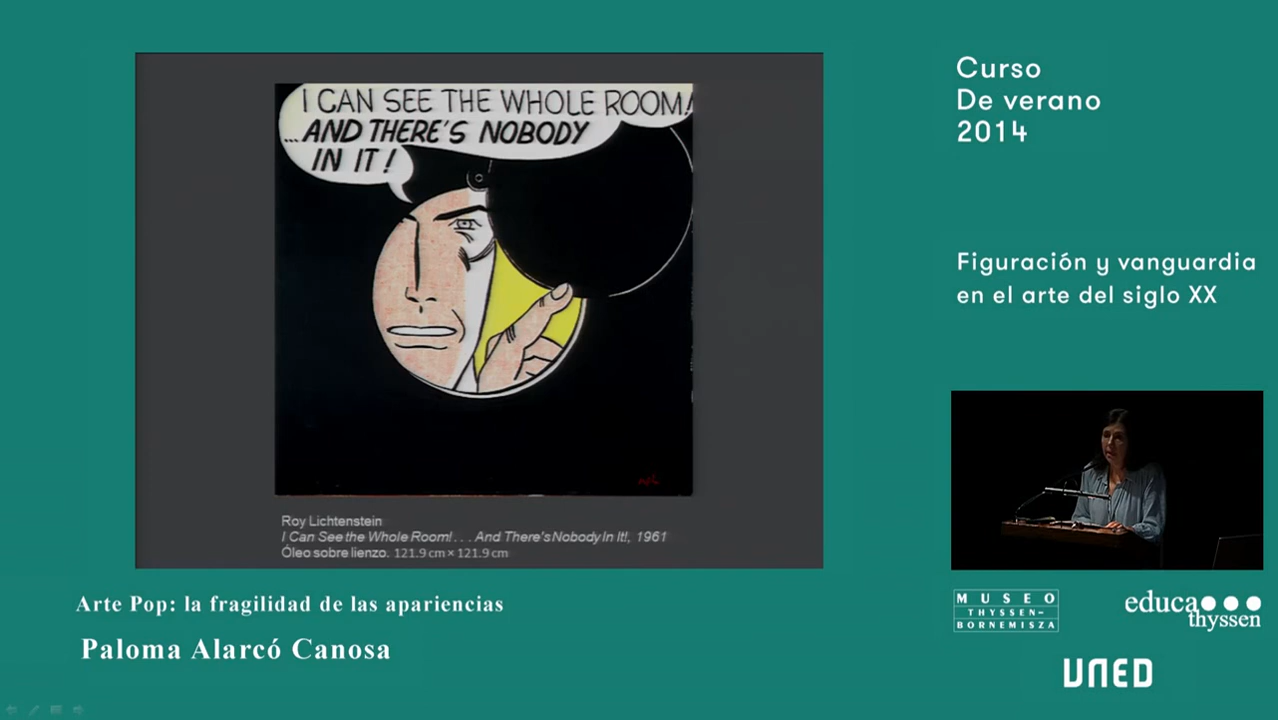 I CAN SEE THE WHOLE ROOM!
...AND THERE'S NOBODY
IN IT!
Roy Lichtenstein
I Can See the Whole Room! . . . And There's Nobody In It!, 1961
Óleo sobre lienzo. 121.9 cm × 121.9 cm
Arte Pop: la fragilidad de las apariencias
Paloma Alarcó Canosa
Curso
De verano
2014
Figuración y vanguardia
en el arte del siglo XX
MUSEO
THYSSEN-
BORNEMISZA
educa
thyssen
UNED